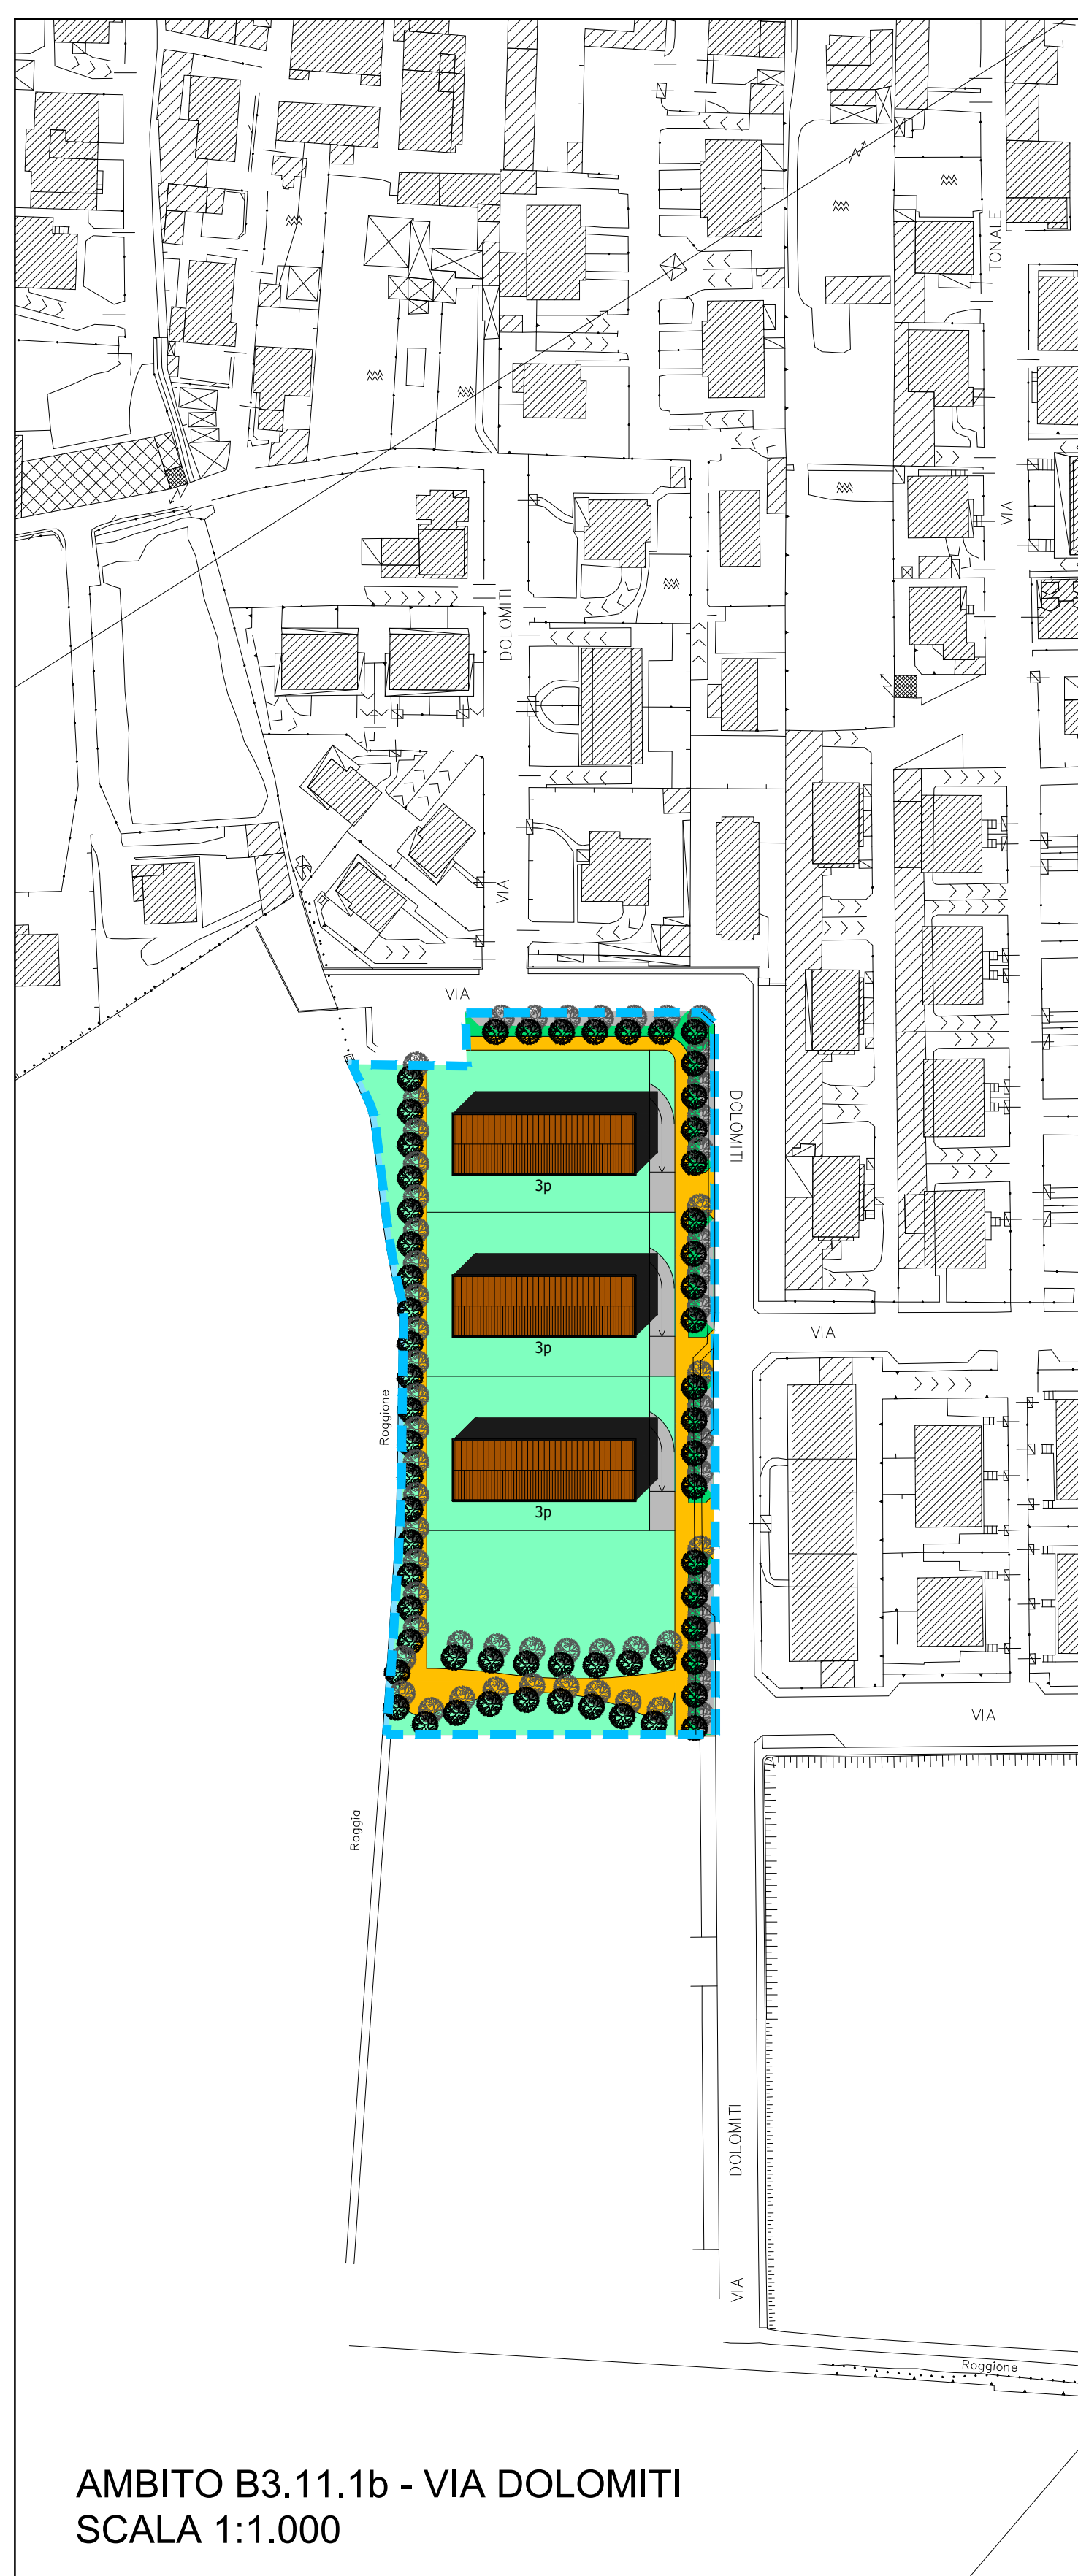 TONALE
VIA
DOLOMITI
VIA
VIA
DOLOMITI
3p
VIA
3p
Roggione
3p
VIA
Roggia
DOLOMITI
VIA
Roggione
AMBITO B3.11.1b - VIA DOLOMITI
SCALA 1:1.000